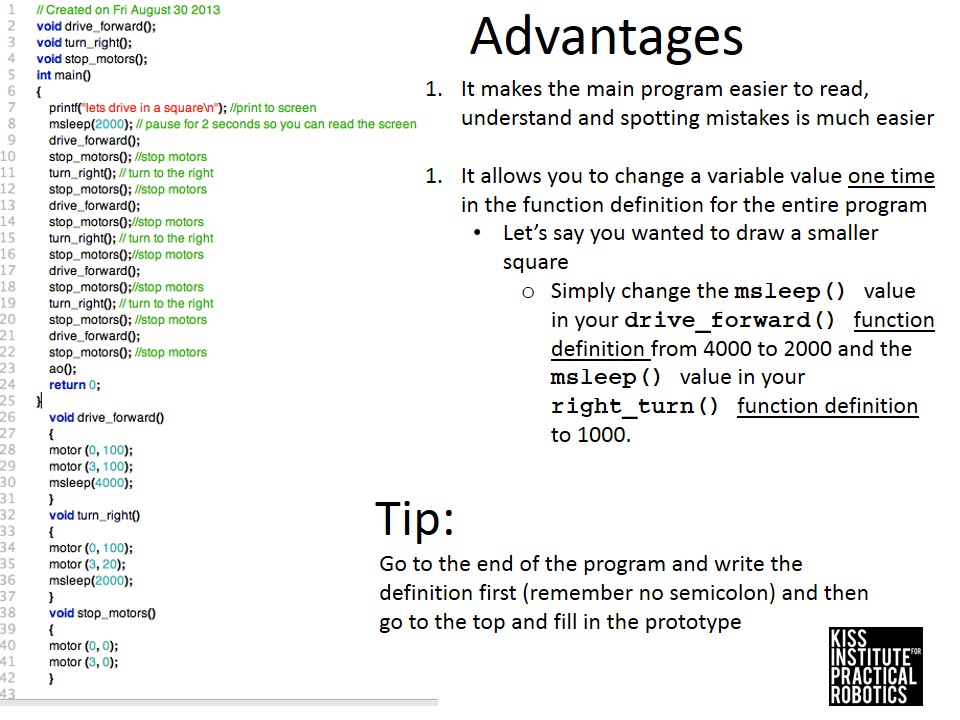 1 // Created on Fri August 30 2013
2 void drive_forward();
3 void turn_right();
4 void stop_motors();
5 int main()
6 {
7 printf("lets drive in a square\n"); //print to screen
8 msleep(2000); // pause for 2 seconds so you can read the screen
9 drive_forward();
10 stop_motors(); //stop motors
11 turn_right(); // turn to the right
12 stop_motors(); //stop motors
13 drive_forward();
14 stop_motors();//stop motors
15 turn_right(); // turn to the right
16 stop_motors();//stop motors
17 drive_forward();
18 stop_motors();//stop motors
19 turn_right(); // turn to the right
20 stop_motors(); //stop motors
21 drive_forward();
22 stop_motors(); //stop motors
23 ao();
24 return 0;
25 }
26 void drive_forward()
27 {
28 motor (0, 100);
29 motor (3, 100);
30 msleep(4000);
31 }
32 void turn_right()
33 {
34 motor (0, 100);
35 motor (3, 20);
36 msleep(2000);
37 }
38 void stop_motors()
39 {
40 motor (0, 0);
41 motor (3, 0);
42 }
43
Advantages
1. It makes the main program easier to read,
understand and spotting mistakes is much easier
1. It allows you to change a variable value one time
in the function definition for the entire program
• Let's say you wanted to draw a smaller
square
o Simply change the msleep() value
in your drive_forward() function
definition from 4000 to 2000 and the
msleep() value in your
right_turn() function definition
to 1000.
Tip:
Go to the end of the program and write the
definition first (remember no semicolon) and then
go to the top and fill in the prototype
KISS
INSTITUTE FOR
PRACTICAL
ROBOTICS